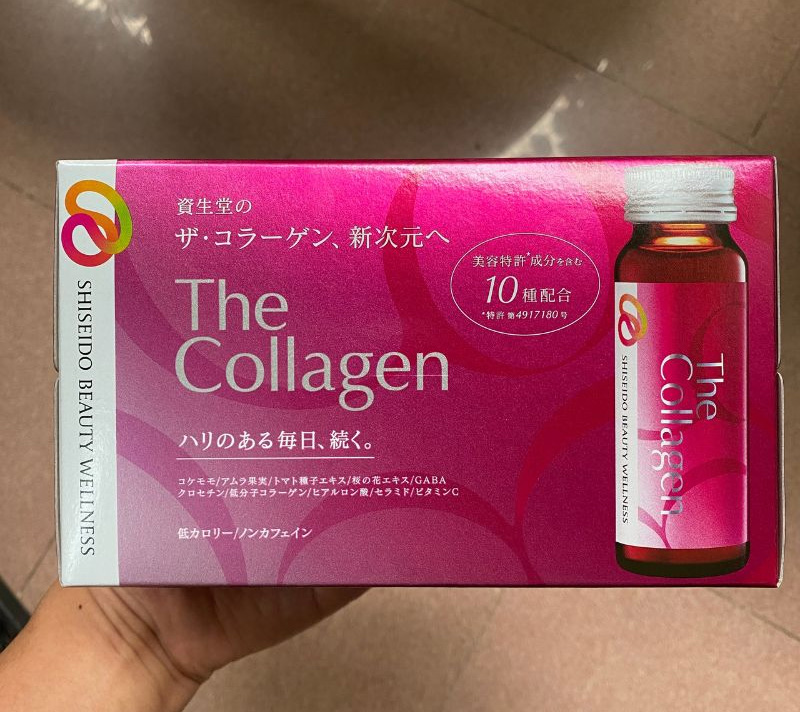 SHISEIDO BEAUTY WELLNESS
資生堂の
ザ・コラーゲン、新次元へ
The
Collagen
ハリのある毎日、続く。
コケモモ/アムラ果実/トマト種子エキス/桜の花エキス/GABA
クロセチン/低分子コラーゲン/ヒアルロン酸/セラミド/ビタミンC
低カロリー/ノンカフェイン
美容特許*成分を含む
10種配合
*特許 第4917180号
The
Collagen
SHISEIDO BEAUTY WELLNESS